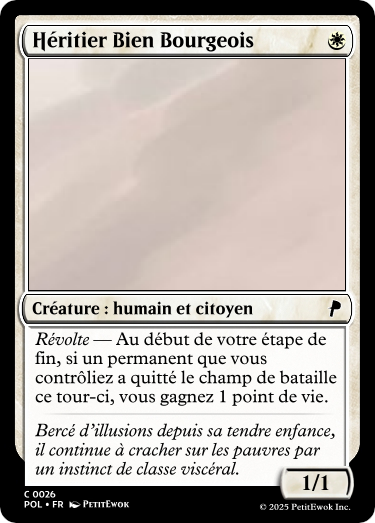 Héritier Bien Bourgeois
Créature : humain et citoyen
Révolte — Au début de votre étape de
fin, si un permanent que vous
contrôliez a quitté le champ de bataille
ce tour-ci, vous gagnez 1 point de vie.
Bercé d'illusions depuis sa tendre enfance,
il continue à cracher sur les pauvres par
un instinct de classe viscéral.
1/1
C 0026
POL • FR PetitEwok
© 2025 PetitEwok Inc.